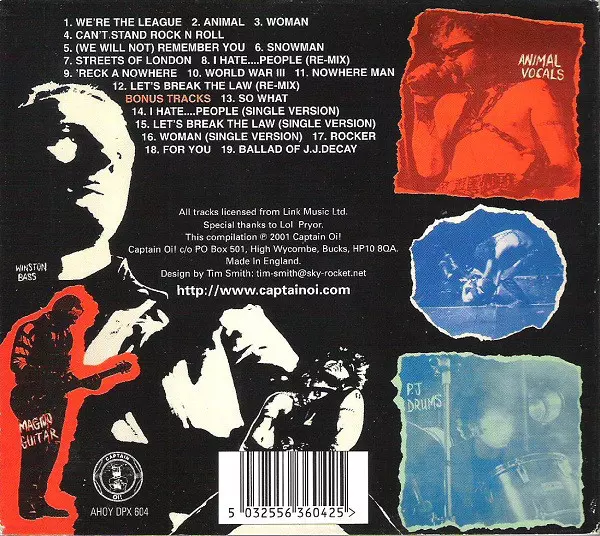 1. WE'RE THE LEAGUE 2. ANIMAL 3. WOMAN
4. CAN'T STAND ROCK N ROLL
5. (WE WILL NOT) REMEMBER YOU 6. SNOWMAN
7. STREETS OF LONDON 8. I HATE....PEOPLE (RE-MIX)
9. 'RECK A NOWHERE 10. WORLD WAR III 11. NOWHERE MAN
12. LET'S BREAK THE LAW (RE-MIX)
BONUS TRACKS 13. SO WHAT
14. I HATE....PEOPLE (SINGLE VERSION)
15. LET'S BREAK THE LAW (SINGLE VERSION)
16. WOMAN (SINGLE VERSION) 17. ROCKER
18. FOR YOU 19. BALLAD OF J.J.DECAY
ANIMAL
VOCALS
All tracks licensed from Link Music Ltd.
Special thanks to Lol Pryor.
This compilation ℗ 2001 Captain Oi!
Captain Oi! c/o PO Box 501, High Wycombe, Bucks, HP10 8QA.
Made In England.
Design by Tim Smith: tim-smith@sky-rocket.net
http://www.captainoi.com
WINSTON
BASS
MAGOO
GUITAR
P.J
DRUMS
CAPTAIN
OI!
AHOY DPX 604
5 032556 360425 >